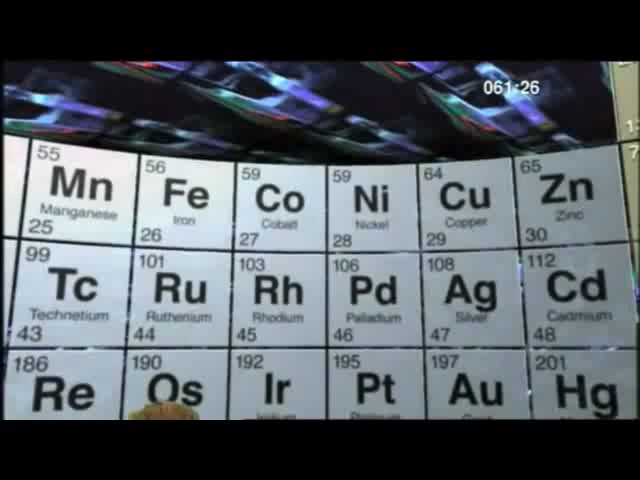 061:26
55 56 59 59 64 65
Mn Fe Co Ni Cu Zn
Manganese Iron Cobalt Nickel Copper Zinc
25 26 27 28 29 30
99 101 103 106 108 112
Tc Ru Rh Pd Ag Cd
Technetium Ruthenium Rhodium Palladium Silver Cadmium
43 44 45 46 47 48
186 190 192 195 197 201
Re Os Ir Pt Au Hg